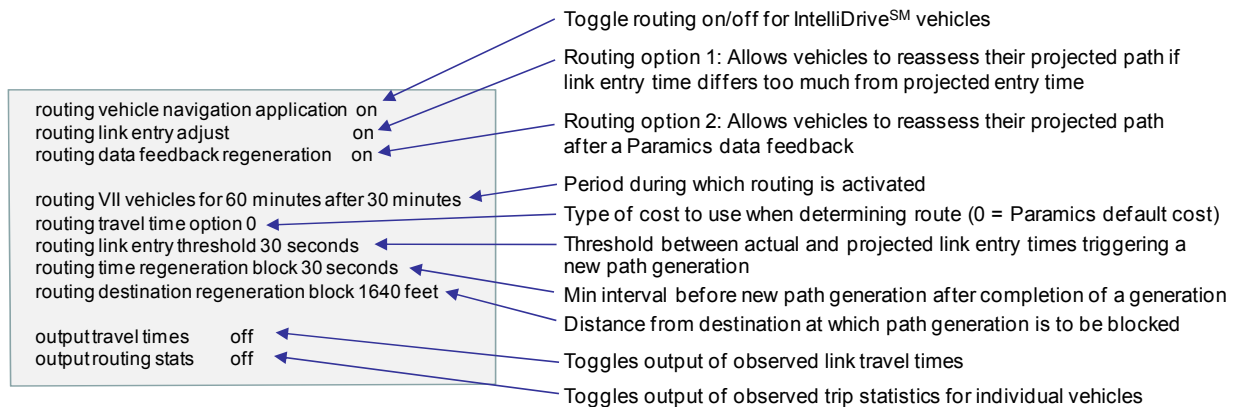 Toggle routing on/off for IntelliDriveSM vehicles
Routing option 1: Allows vehicles to reassess their projected path if
link entry time differs too much from projected entry time
routing vehicle navigation application on
routing link entry adjust on
routing data feedback regeneration on
Routing option 2: Allows vehicles to reassess their projected path
after a Paramics data feedback
routing VII vehicles for 60 minutes after 30 minutes
Period during which routing is activated
routing travel time option 0
Type of cost to use when determining route (0 = Paramics default cost)
routing link entry threshold 30 seconds
Threshold between actual and projected link entry times triggering a
new path generation
routing time regeneration block 30 seconds
Min interval before new path generation after completion of a generation
routing destination regeneration block 1640 feet
Distance from destination at which path generation is to be blocked
output travel times off
Toggles output of observed link travel times
output routing stats off
Toggles output of observed trip statistics for individual vehicles